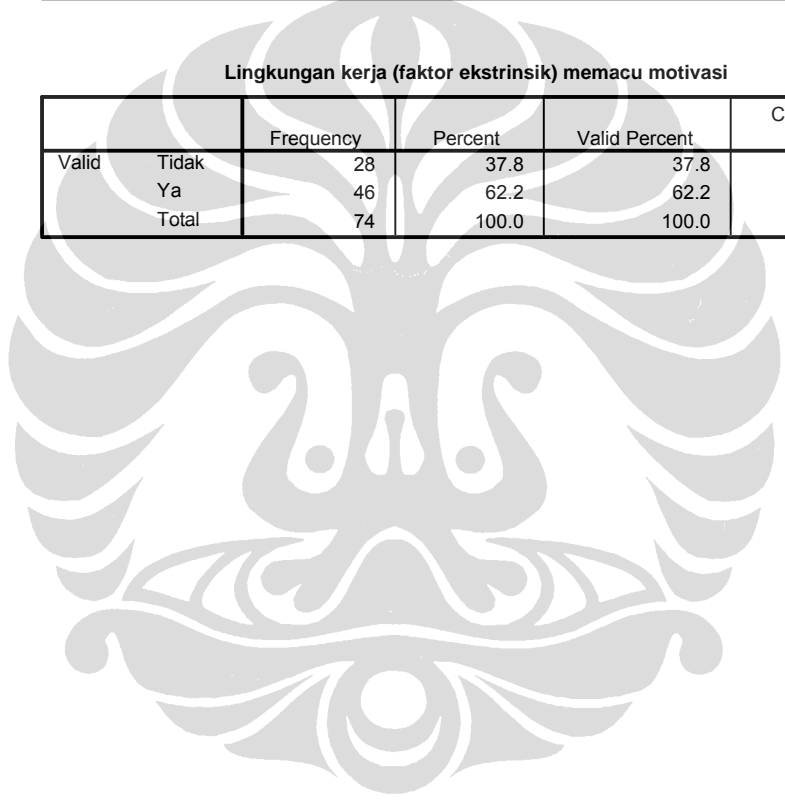 Lingkungan kerja (faktor ekstrinsik) memacu motivasi
Frequency Percent Valid Percent C
Valid Tidak 28 37.8 37.8
Ya 46 62.2 62.2
Total 74 100.0 100.0